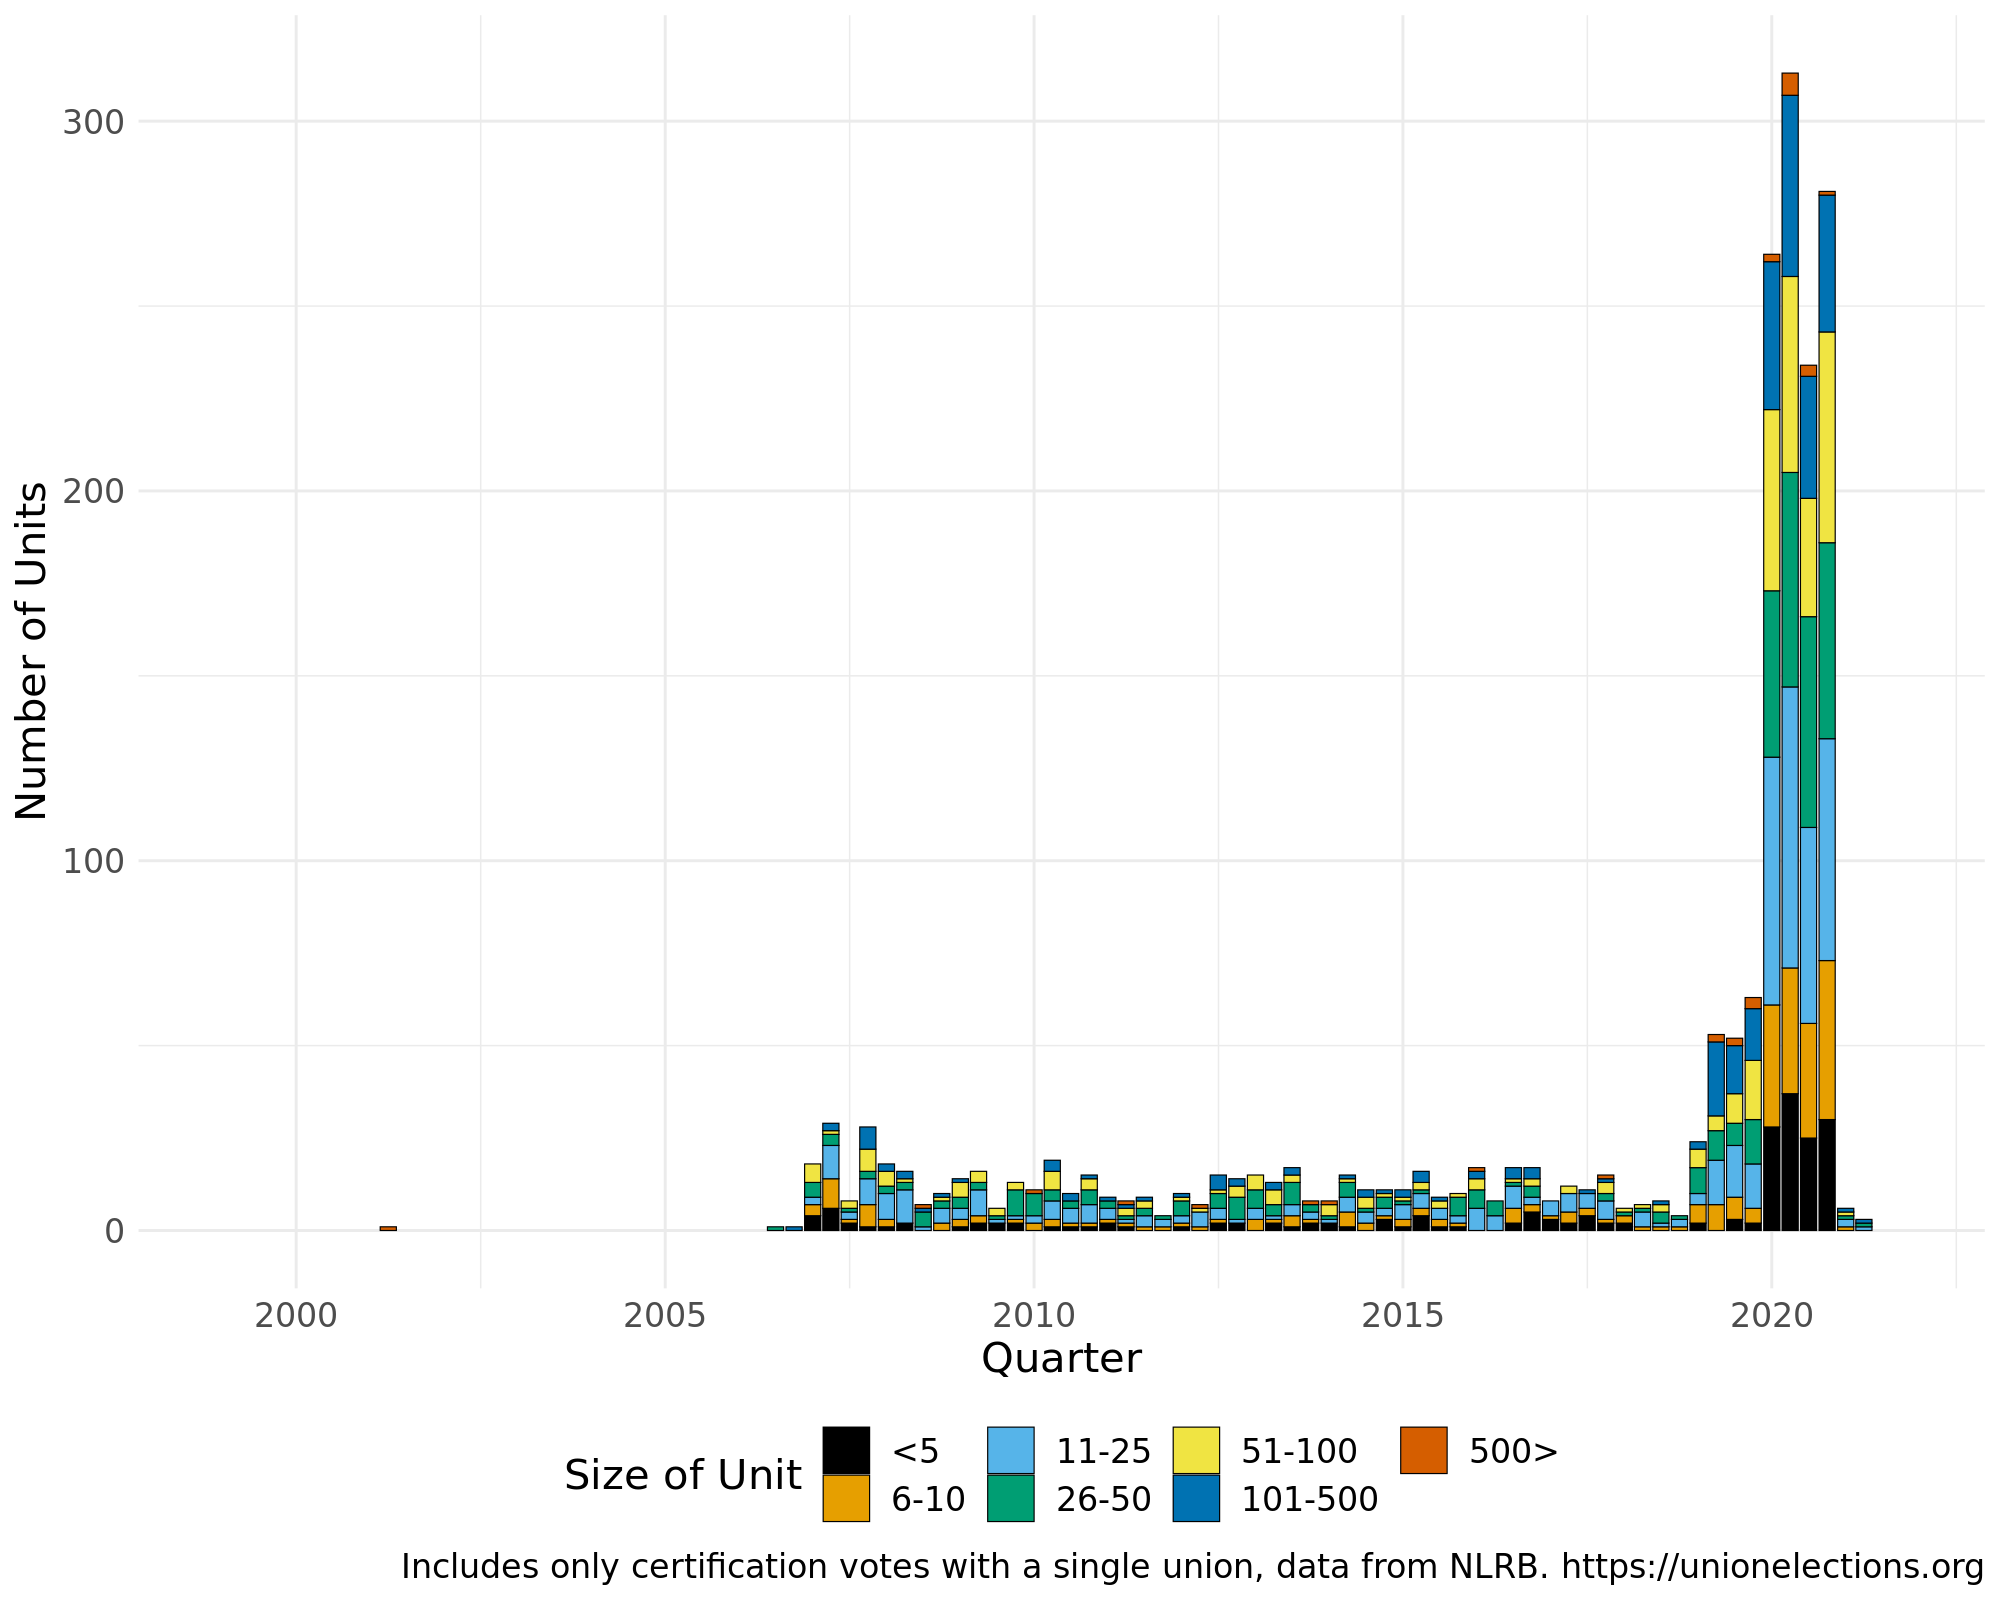 Number of Units
300
200
100
0
2000 2005 2010 2015 2020
Quarter
Size of Unit
<5 11-25 51-100 500>
6-10 26-50 101-500
Includes only certification votes with a single union, data from NLRB. https://unionelections.org